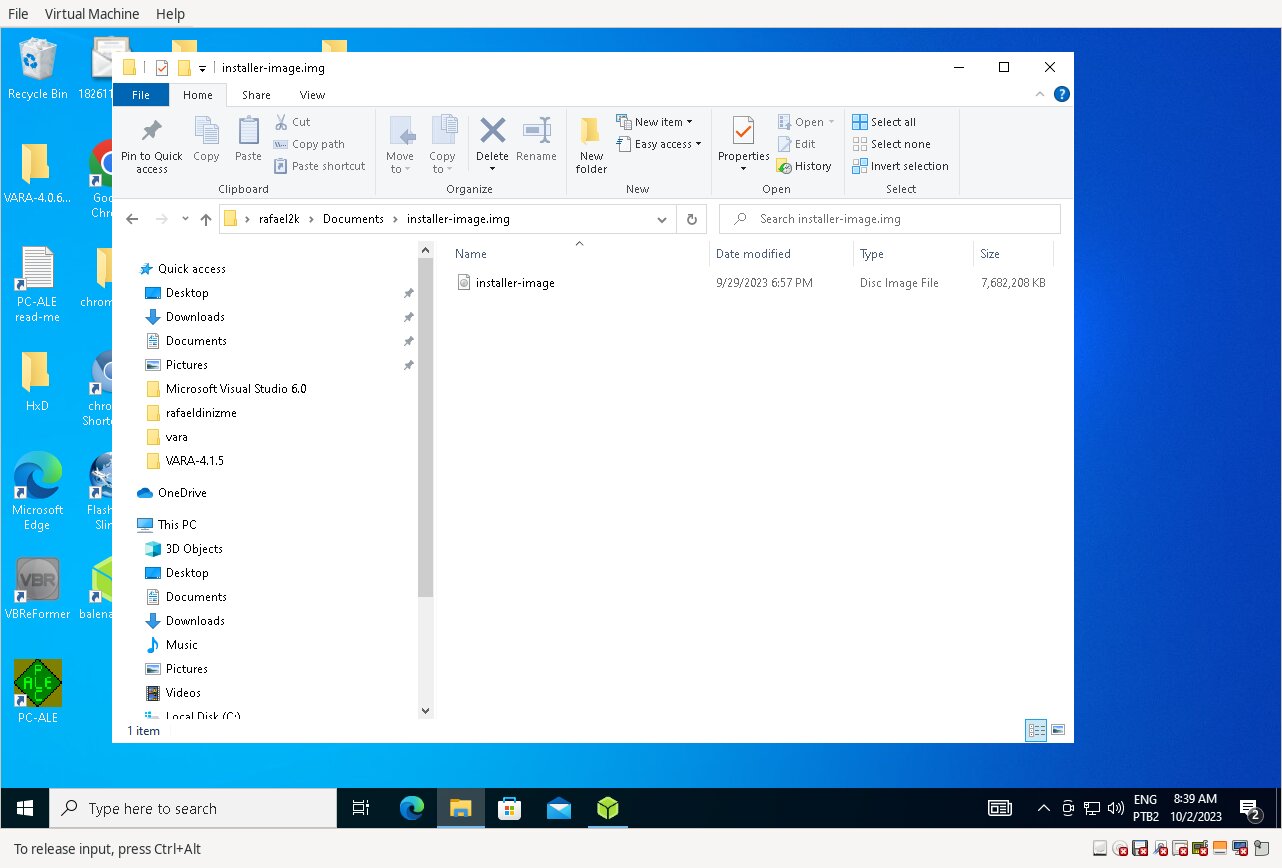 File Virtual Machine Help
Recycle Bin
182611
VARA-4.0.6...
Goo
Chro
PC-ALE
read-me
chrom
HxD
chro
Shorto
Microsoft
Edge
Flash
Slin
VBR
VBReFormer
balena
ALE
PC-ALE
installer-image.img
File Home Share View
Pin to Quick
access
Copy
Paste
Cut
Copy path
Paste shortcut
Clipboard
Move
to
Copy
to
Delete
Rename
Organize
New
folder
New item
Easy access
New
Properties
Open
Edit
History
Open
Select all
Select none
Invert selection
Select
rafael2k > Documents > installer-image.img
Search installer-image.img
Name Date modified Type Size
installer-image 9/29/2023 6:57 PM Disc Image File 7,682,208 KB
Quick access
Desktop
Downloads
Documents
Pictures
Microsoft Visual Studio 6.0
rafaeldinizme
vara
VARA-4.1.5
OneDrive
This PC
3D Objects
Desktop
Documents
Downloads
Music
Pictures
Videos
Local Disk (C:)
1 item
Type here to search
ENG
PTB2
8:39 AM
10/2/2023
2
To release input, press Ctrl+Alt